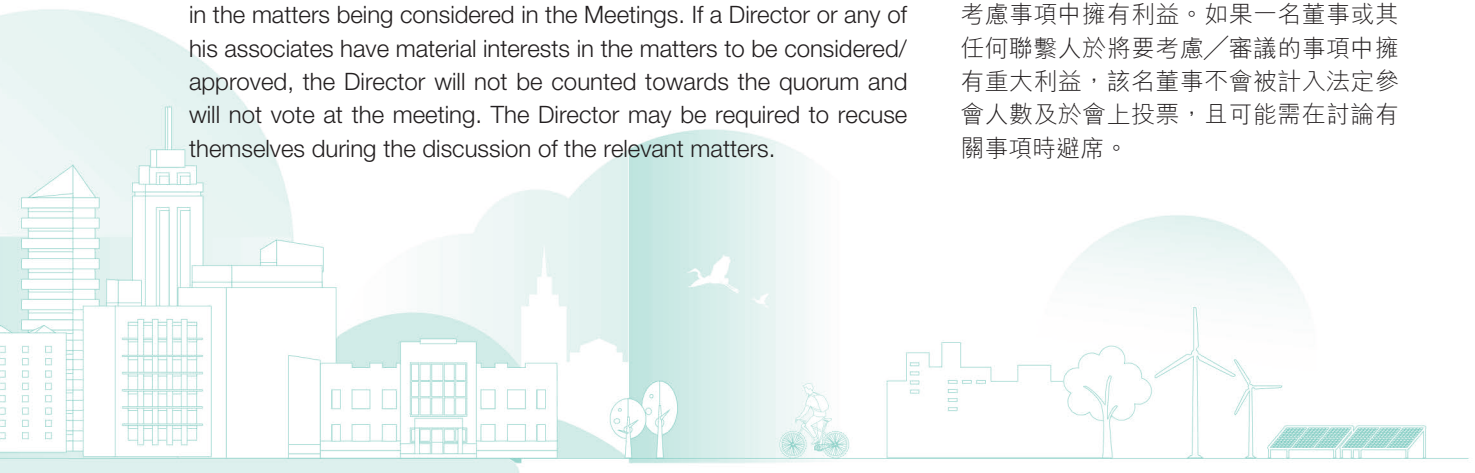 in the matters being considered in the Meetings. If a Director or any of
his associates have material interests in the matters to be considered/
approved, the Director will not be counted towards the quorum and
will not vote at the meeting. The Director may be required to recuse
themselves during the discussion of the relevant matters.
考慮事項中擁有利益。如果一名董事或其
任何聯繫人於將要考慮╱審議的事項中擁
有重大利益，該名董事不會被計入法定參
會人數及於會上投票，且可能需在討論有
關事項時避席。